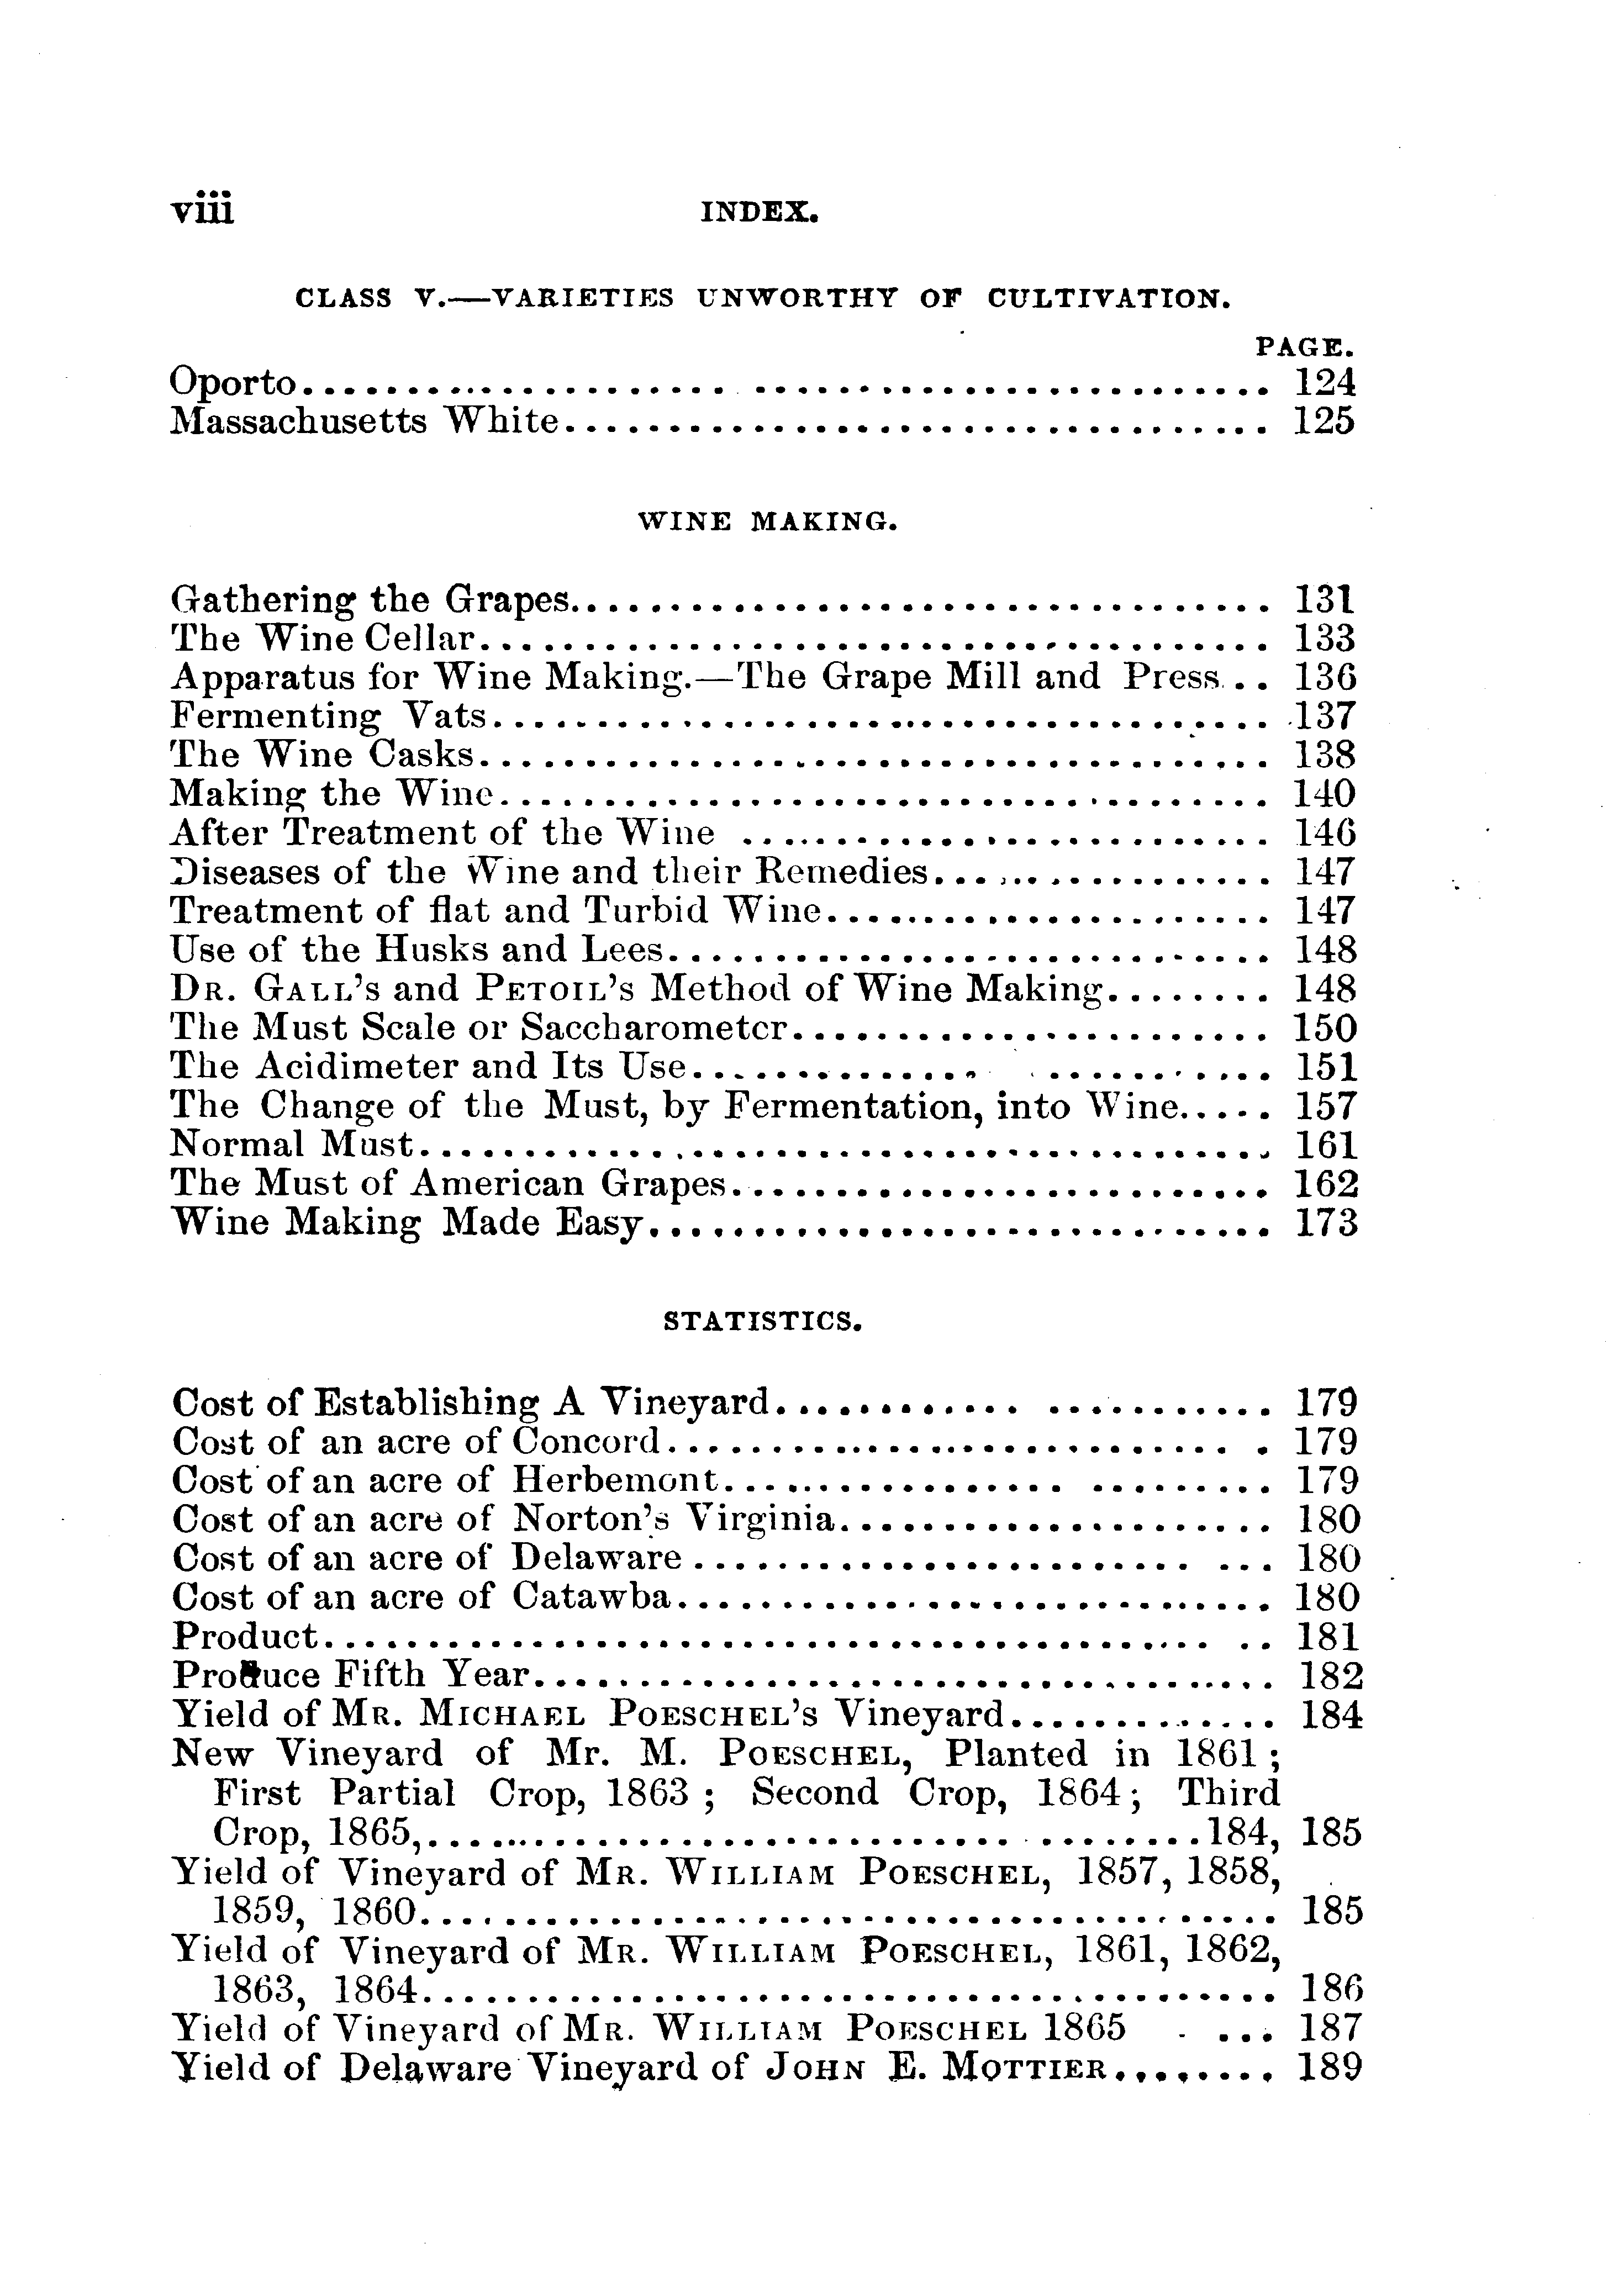 viii INDEX.
CLASS V.—VARIETIES UNWORTHY OF CULTIVATION.
PAGE.
Oporto............................................ 124
Massachusetts White.................................. 125
WINE MAKING.
Gathering the Grapes.................................. 131
The Wine Cellar...................................... 133
Apparatus for Wine Making.—The Grape Mill and Press... 136
Fermenting Vats...................................... 137
The Wine Casks...................................... 138
Making the Wine..................................... 140
After Treatment of the Wine .......................... 146
Diseases of the Wine and their Remedies................ 147
Treatment of flat and Turbid Wine..................... 147
Use of the Husks and Lees............................. 148
DR. GALL'S and PETOIL'S Method of Wine Making........ 148
The Must Scale or Saccharometer....................... 150
The Acidimeter and Its Use............................ 151
The Change of the Must, by Fermentation, into Wine..... 157
Normal Must......................................... 161
The Must of American Grapes.......................... 162
Wine Making Made Easy.............................. 173
STATISTICS.
Cost of Establishing A Vineyard........................ 179
Cost of an acre of Concord............................. 179
Cost of an acre of Herbemont.......................... 179
Cost of an acre of Norton's Virginia..................... 180
Cost of an acre of Delaware ........................... 180
Cost of an acre of Catawba............................ 180
Product............................................. 181
Produce Fifth Year................................... 182
Yield of MR. MICHAEL POESCHEL'S Vineyard............. 184
New Vineyard of Mr. M. POESCHEL, Planted in 1861;
First Partial Crop, 1863; Second Crop, 1864; Third
Crop, 1865,......................................184, 185
Yield of Vineyard of MR. WILLIAM POESCHEL, 1857, 1858,
1859, 1860......................................... 185
Yield of Vineyard of MR. WILLIAM POESCHEL, 1861, 1862,
1863, 1864......................................... 186
Yield of Vineyard of MR. WILLIAM POESCHEL 1865 . ... 187
Yield of Delaware Vineyard of JOHN E. MOTTIER........ 189